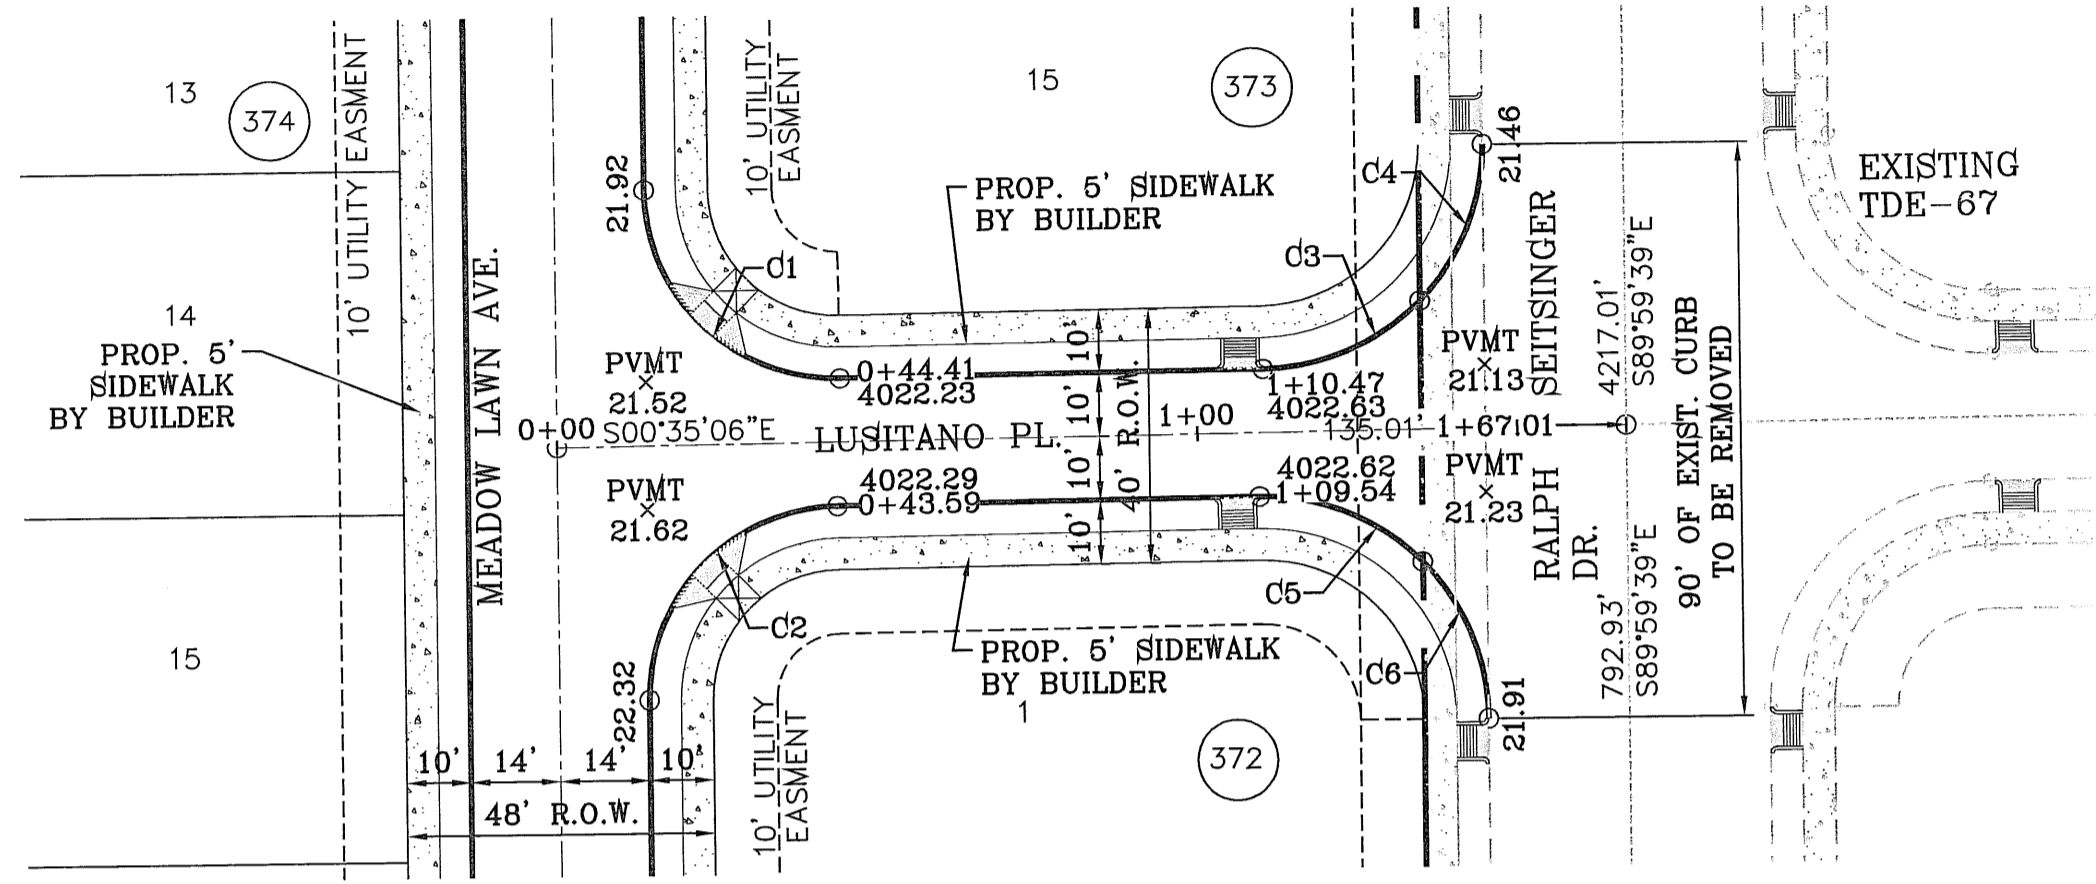 13
374
10' UTILITY EASMENT
14
PROP. 5'
SIDEWALK
BY BUILDER
15
MEADOW LAWN AVE.
10' UTILITY
EASMENT
15
373
21.92
C1
PROP. 5' SIDEWALK
BY BUILDER
C3
C4
21.46
EXISTING
TDE-67
PVMT
21.52
0+44.41
4022.23
1+10.47
4022.63
PVMT
21.13
0+00
S00°35'06"E
LUSITANO PL.
1+00
135.01'
1+67.01
10'
10'
10'
10'
40' R.O.W.
PVMT
21.62
4022.29
0+43.59
4022.62
1+09.54
PVMT
21.23
RALPH SEITSINGER
DR.
4217.01'
S89°59'39"E
792.93'
S89°59'39"E
90' OF EXIST. CURB
TO BE REMOVED
C2
C5
C6
PROP. 5' SIDEWALK
BY BUILDER
1
22.32
21.91
10' UTILITY
EASMENT
372
10'
14'
14'
10'
48' R.O.W.